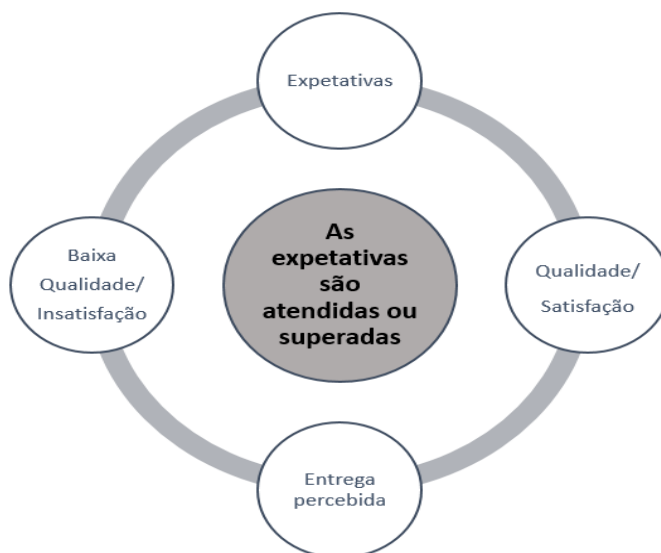 Expetativas
As
expetativas
são
atendidas ou
superadas
Baixa
Qualidade/
Insatisfação
Qualidade/
Satisfação
Entrega
percebida